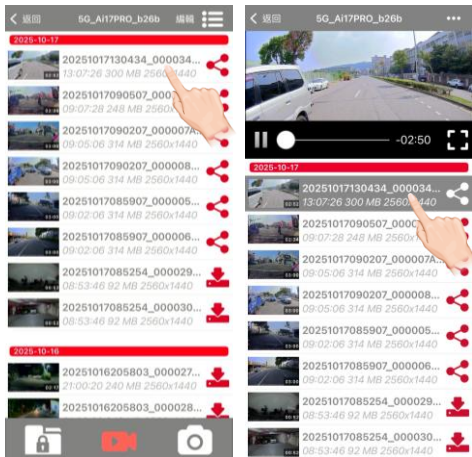 返回 5G_Ai17PRO_b26b 編輯
2025-10-17
20251017130434_000034...
13:07:26 300 MB 2560x1440
20251017090507_000
09:07:28 248 MB 2560x1440
20251017090207_000007A...
09:05:06 314 MB 2560x1440
20251017090207_000008...
09:05:06 314 MB 2560x1440
20251017085907_000005...
09:02:06 314 MB 2560x1440
20251017085907_000006...
09:02:06 314 MB 2560x1440
20251017085254_000029...
08:53:46 92 MB 2560x1440
20251017085254_000030...
08:53:46 92 MB 2560x1440
2025-10-16
20251016205803_000027...
21:00:20 240 MB 2560x1440
20251016205803_000028...
返回 5G_Ai17PRO_b26b
-02:50
2025-10-17
20251017130434_000034...
13:07:26 300 MB 2560x1440
20251017090507_000
09:07:28 248 MB 2560x1440
20251017090207_000007A...
09:05:06 314 MB 2560x1440
20251017090207_000008...
09:05:06 314 MB 2560x1440
20251017085907_000005...
09:02:06 314 MB 2560x1440
20251017085907_000006...
09:02:06 314 MB 2560x1440
20251017085254_000029...
08:53:46 92 MB 2560x1440
20251017085254_000030...
08:53:46 92 MB 2560x1440